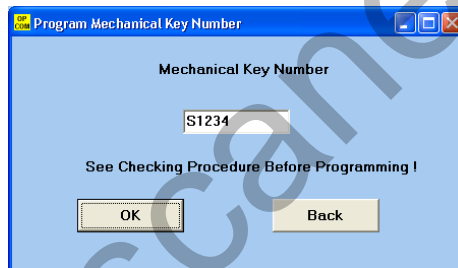 OP COM Program Mechanical Key Number
Mechanical Key Number
S1234
See Checking Procedure Before Programming !
OK Back